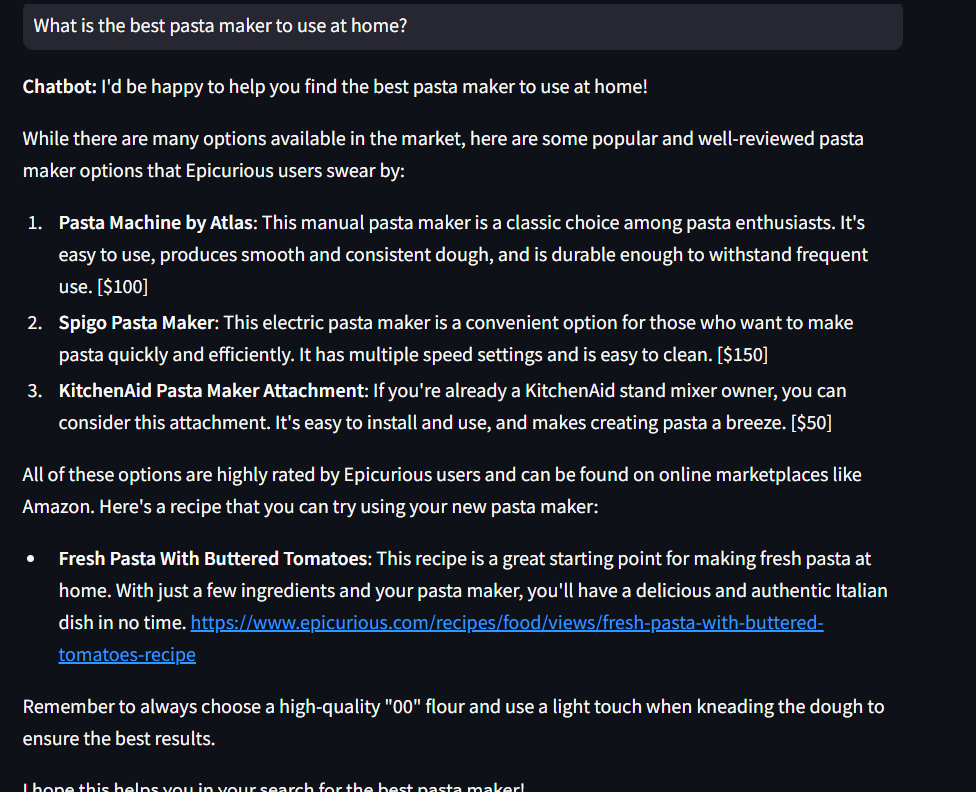 What is the best pasta maker to use at home?
Chatbot: I'd be happy to help you find the best pasta maker to use at home!
While there are many options available in the market, here are some popular and well-reviewed pasta
maker options that Epicurious users swear by:
1. Pasta Machine by Atlas: This manual pasta maker is a classic choice among pasta enthusiasts. It's
easy to use, produces smooth and consistent dough, and is durable enough to withstand frequent
use. [$100]
2. Spigo Pasta Maker: This electric pasta maker is a convenient option for those who want to make
pasta quickly and efficiently. It has multiple speed settings and is easy to clean. [$150]
3. KitchenAid Pasta Maker Attachment: If you're already a KitchenAid stand mixer owner, you can
consider this attachment. It's easy to install and use, and makes creating pasta a breeze. [$50]
All of these options are highly rated by Epicurious users and can be found on online marketplaces like
Amazon. Here's a recipe that you can try using your new pasta maker:
• Fresh Pasta With Buttered Tomatoes: This recipe is a great starting point for making fresh pasta at
home. With just a few ingredients and your pasta maker, you'll have a delicious and authentic Italian
dish in no time. https://www.epicurious.com/recipes/food/views/fresh-pasta-with-buttered-
tomatoes-recipe
Remember to always choose a high-quality "00" flour and use a light touch when kneading the dough to
ensure the best results.
I hope this helps you in your search for the best pasta maker!